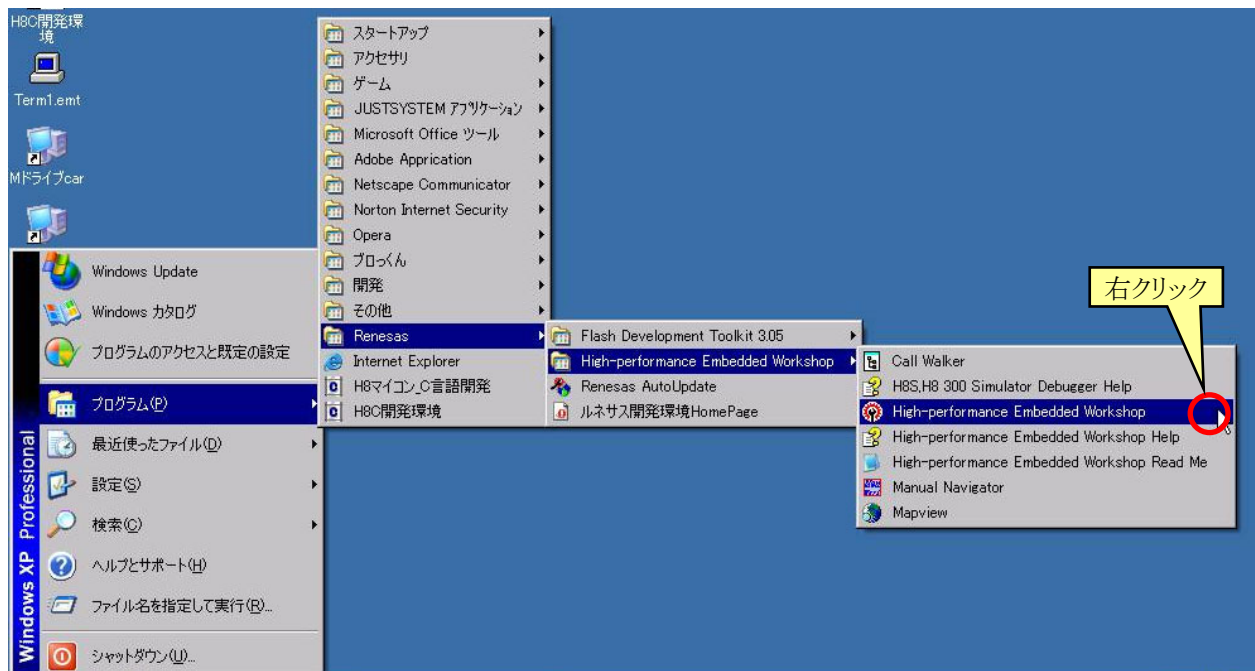 H8C開発環
境
Term1.emt
Mドライブcar
Windows XP Professional
Windows Update
Windows カタログ
プログラムのアクセスと既定の設定
プログラム(P)
最近使ったファイル(D)
設定(S)
検索(C)
ヘルプとサポート(H)
ファイル名を指定して実行(R)...
シャットダウン(U)...
スタートアップ
アクセサリ
ゲーム
JUSTSYSTEM アプリケーション
Microsoft Office ツール
Adobe Apprication
Netscape Communicator
Norton Internet Security
Opera
ブロっくん
開発
その他
Renesas
Internet Explorer
H8マイコン_C言語開発
H8C開発環境
Flash Development Toolkit 3.05
High-performance Embedded Workshop
Renesas AutoUpdate
ルネサス開発環境HomePage
Call Walker
H8S,H8 300 Simulator Debugger Help
High-performance Embedded Workshop
High-performance Embedded Workshop Help
High-performance Embedded Workshop Read Me
Manual Navigator
Mapview
右クリック